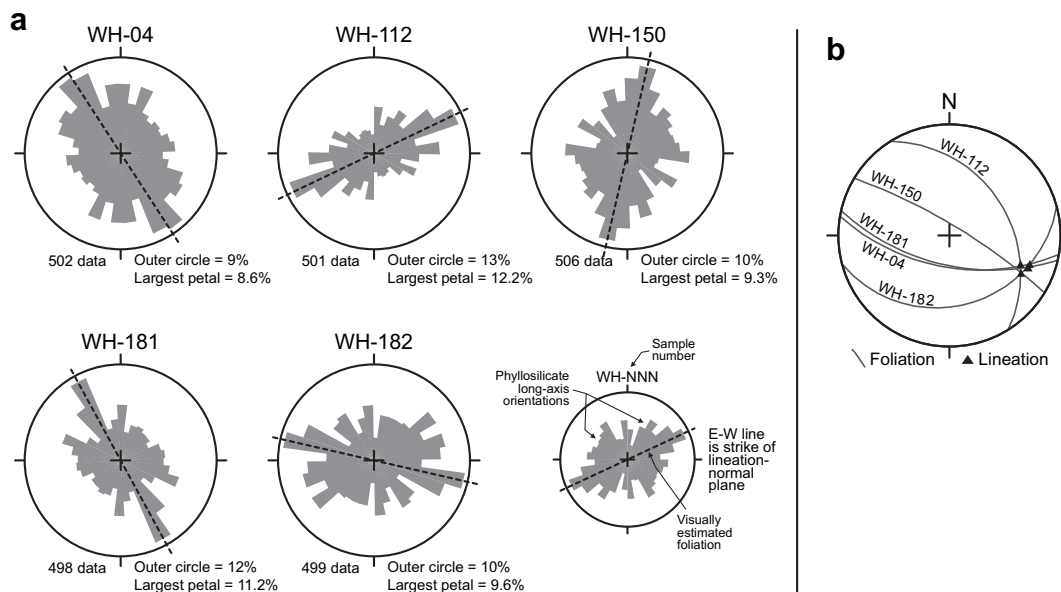 a
WH-04
502 data
Outer circle = 9%
Largest petal = 8.6%
WH-112
501 data
Outer circle = 13%
Largest petal = 12.2%
WH-150
506 data
Outer circle = 10%
Largest petal = 9.3%
WH-181
498 data
Outer circle = 12%
Largest petal = 11.2%
WH-182
499 data
Outer circle = 10%
Largest petal = 9.6%
Sample
number
WH-NNN
Phyllosilicate
long-axis
orientations
E-W line
is strike of
lineation-
normal
plane
Visually
estimated
foliation
b
N
WH-112
WH-150
WH-181
WH-04
WH-182
Foliation
Lineation